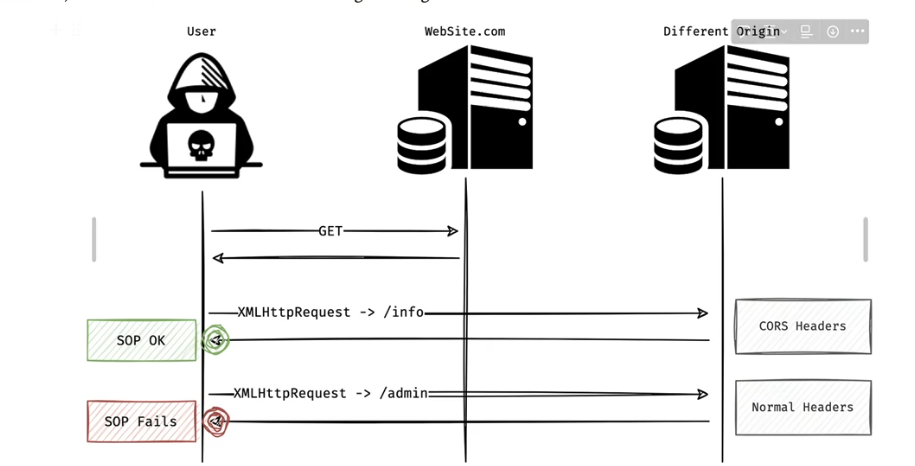 User
WebSite.com
Different Origin
GET
XMLHttpRequest -> /info
CORS Headers
SOP OK
XMLHttpRequest -> /admin
Normal Headers
SOP Fails